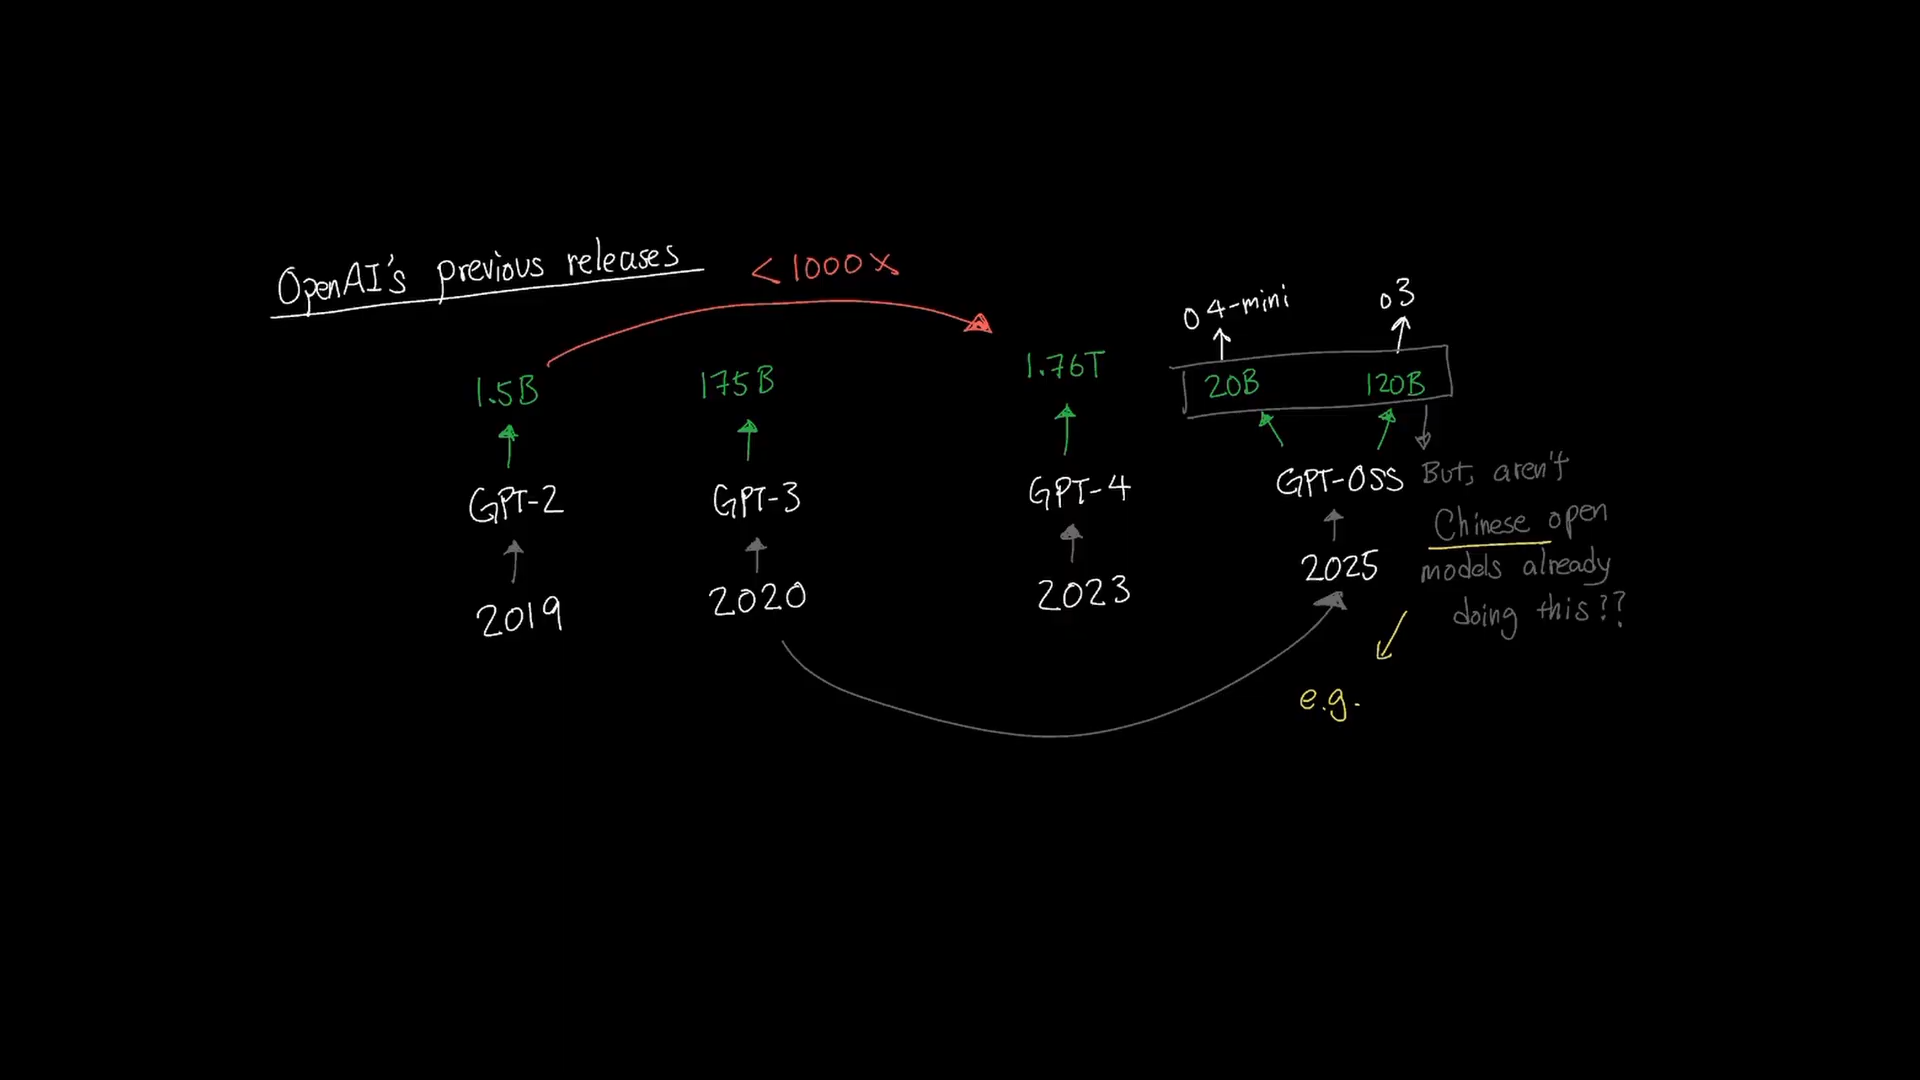 OpenAI's previous releases
< 1000x
04-mini
o3
1.5B
175B
1.76T
20B
120B
GPT-2
GPT-3
GPT-4
GPT-OSS
2019
2020
2023
2025
But, aren't
Chinese open
models already
doing this??
e.g.